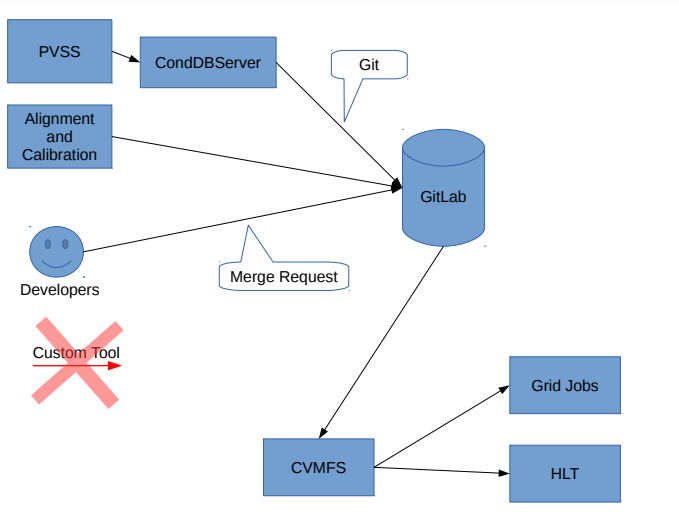 PVSS
CondDBServer
Git
Alignment
and
Calibration
GitLab
Merge Request
Developers
Custom Tool
Grid Jobs
CVMFS
HLT